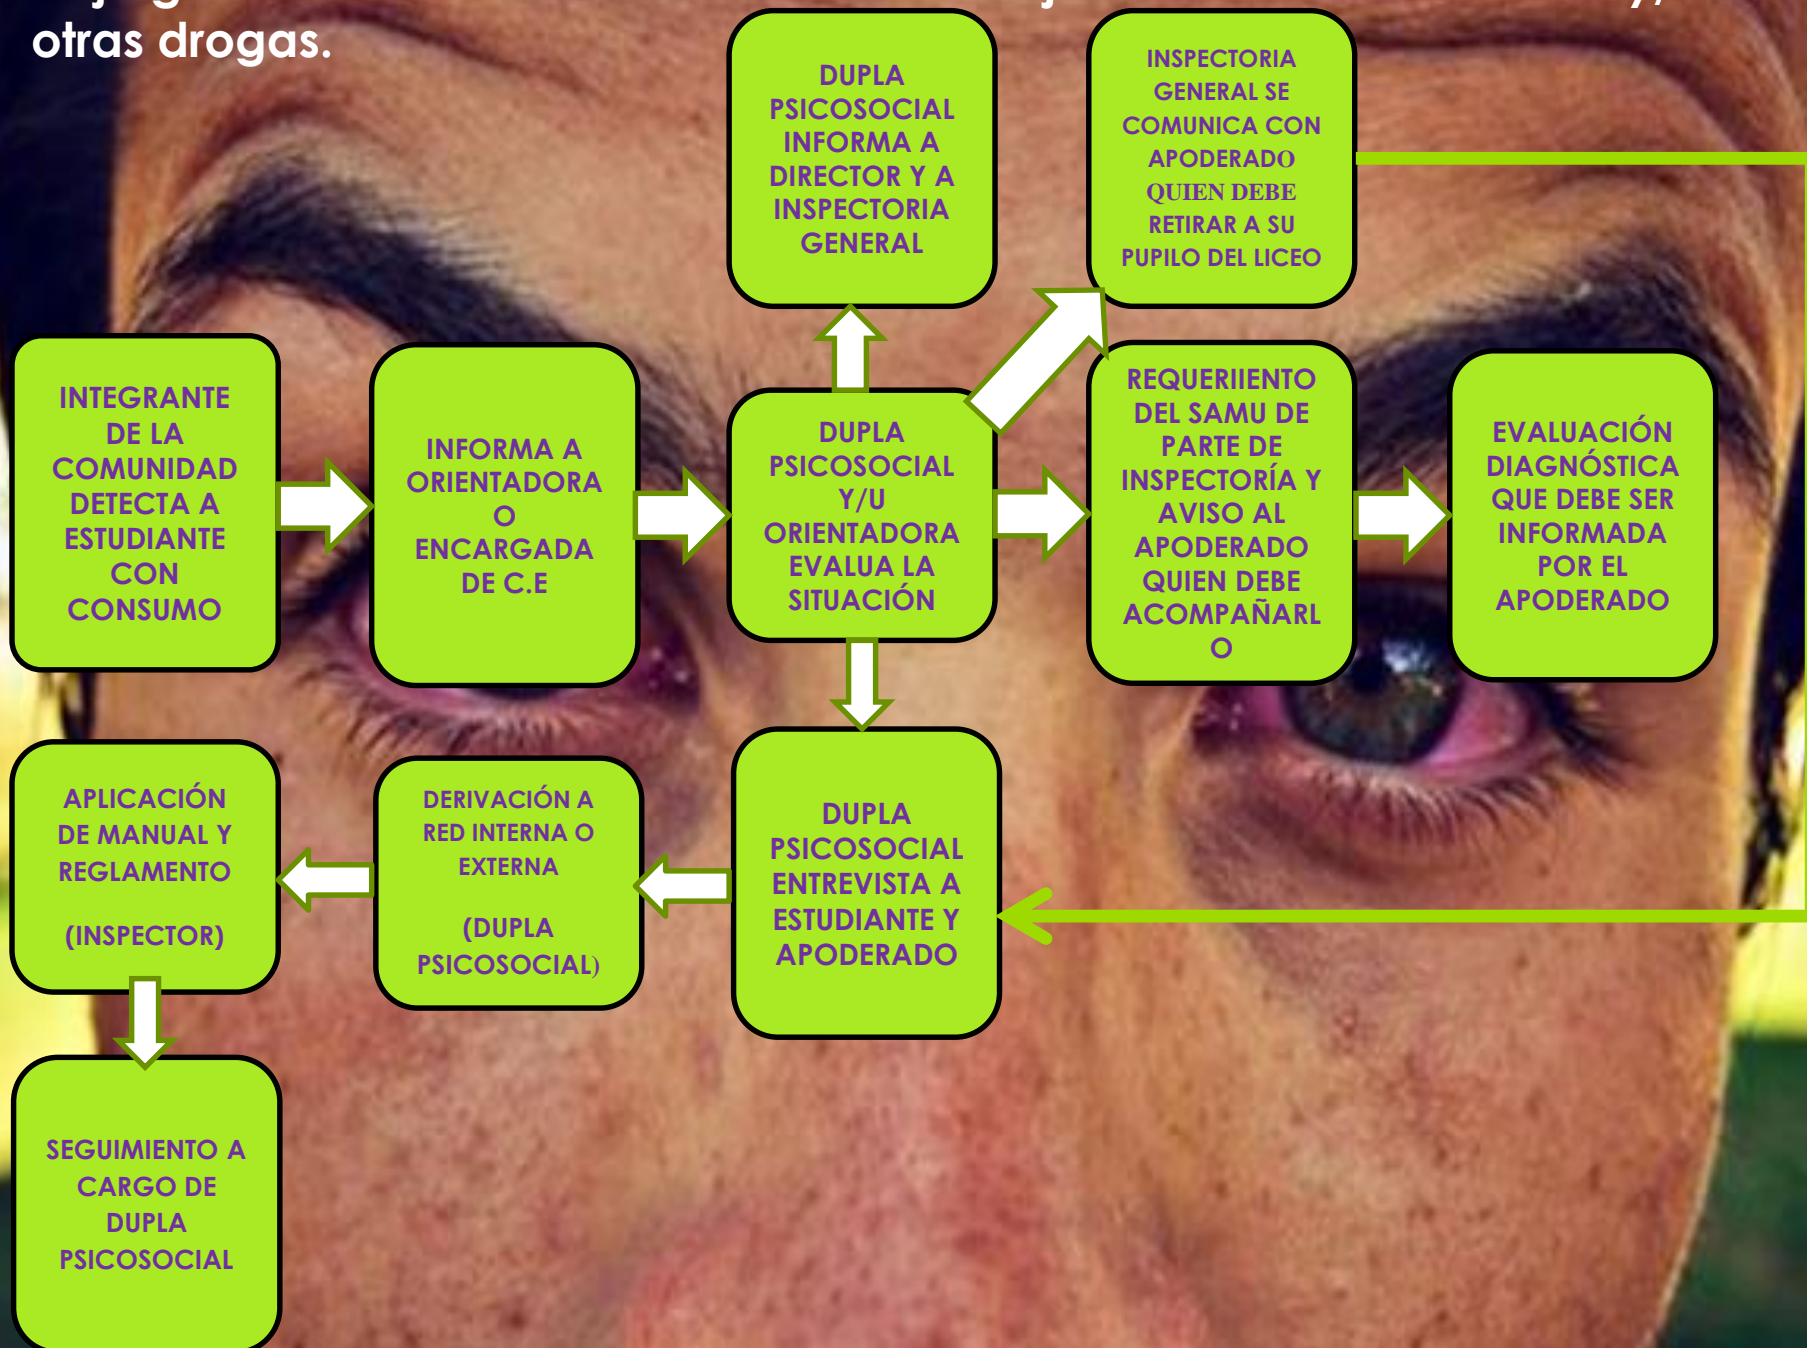 otras drogas.
DUPLA
PSICOSOCIAL
INFORMA A
DIRECTOR Y A
INSPECTORIA
GENERAL
INSPECTORIA
GENERAL SE
COMUNICA CON
APODERADO
QUIEN DEBE
RETIRAR A SU
PUPILO DEL LICEO
INTEGRANTE
DE LA
COMUNIDAD
DETECTA A
ESTUDIANTE
CON
CONSUMO
INFORMA A
ORIENTADORA
O
ENCARGADA
DE C.E
DUPLA
PSICOSOCIAL
Y/U
ORIENTADORA
EVALUA LA
SITUACIÓN
REQUERIIENTO
DEL SAMU DE
PARTE DE
INSPECTORÍA Y
AVISO AL
APODERADO
QUIEN DEBE
ACOMPAÑARL
O
EVALUACIÓN
DIAGNÓSTICA
QUE DEBE SER
INFORMADA
POR EL
APODERADO
APLICACIÓN
DE MANUAL Y
REGLAMENTO
(INSPECTOR)
DERIVACIÓN A
RED INTERNA O
EXTERNA
(DUPLA
PSICOSOCIAL)
DUPLA
PSICOSOCIAL
ENTREVISTA A
ESTUDIANTE Y
APODERADO
SEGUIMIENTO A
CARGO DE
DUPLA
PSICOSOCIAL